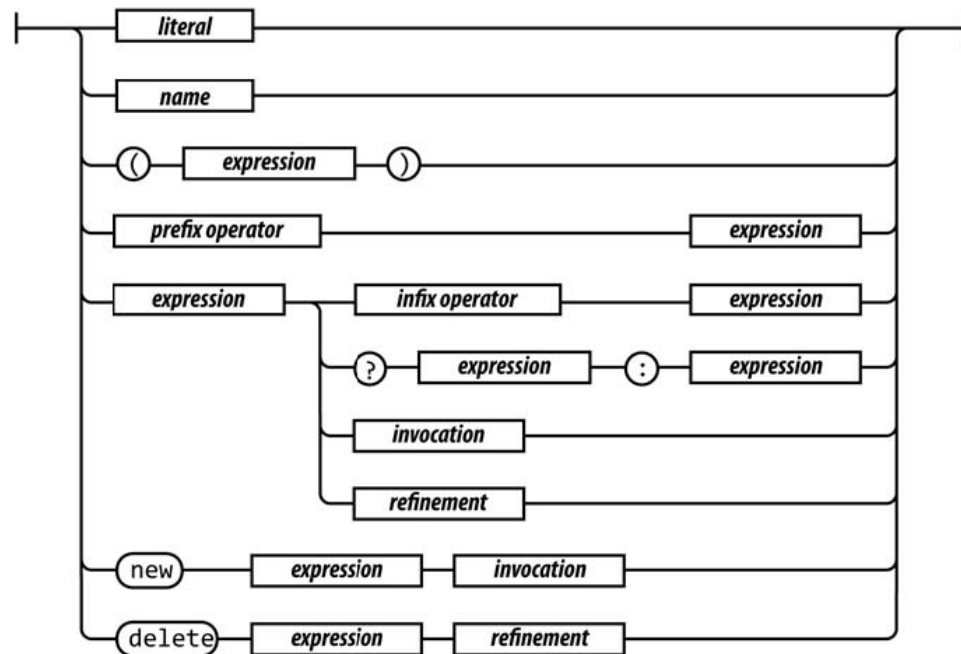 literal
name
( expression )
prefix operator expression
expression infix operator expression
? expression : expression
invocation
refinement
new expression invocation
delete expression refinement